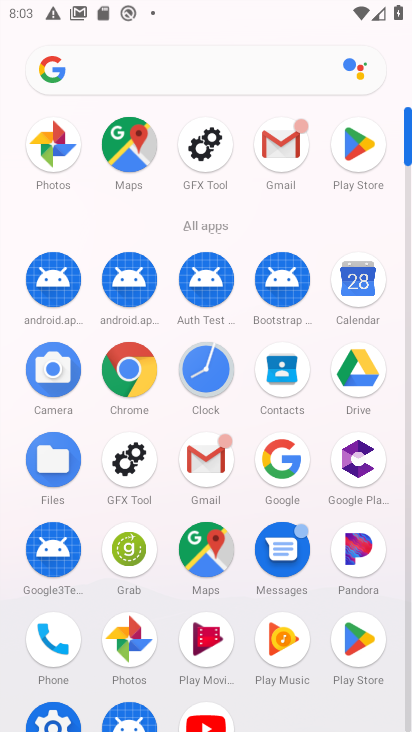 8:03
Photos Maps GFX Tool Gmail Play Store
All apps
android.ap... android.ap... Auth Test ... Bootstrap ... Calendar
28
Camera Chrome Clock Contacts Drive
Files GFX Tool Gmail Google Google Pla...
Google3Te... Grab Maps Messages Pandora
Phone Photos Play Movi... Play Music Play Store